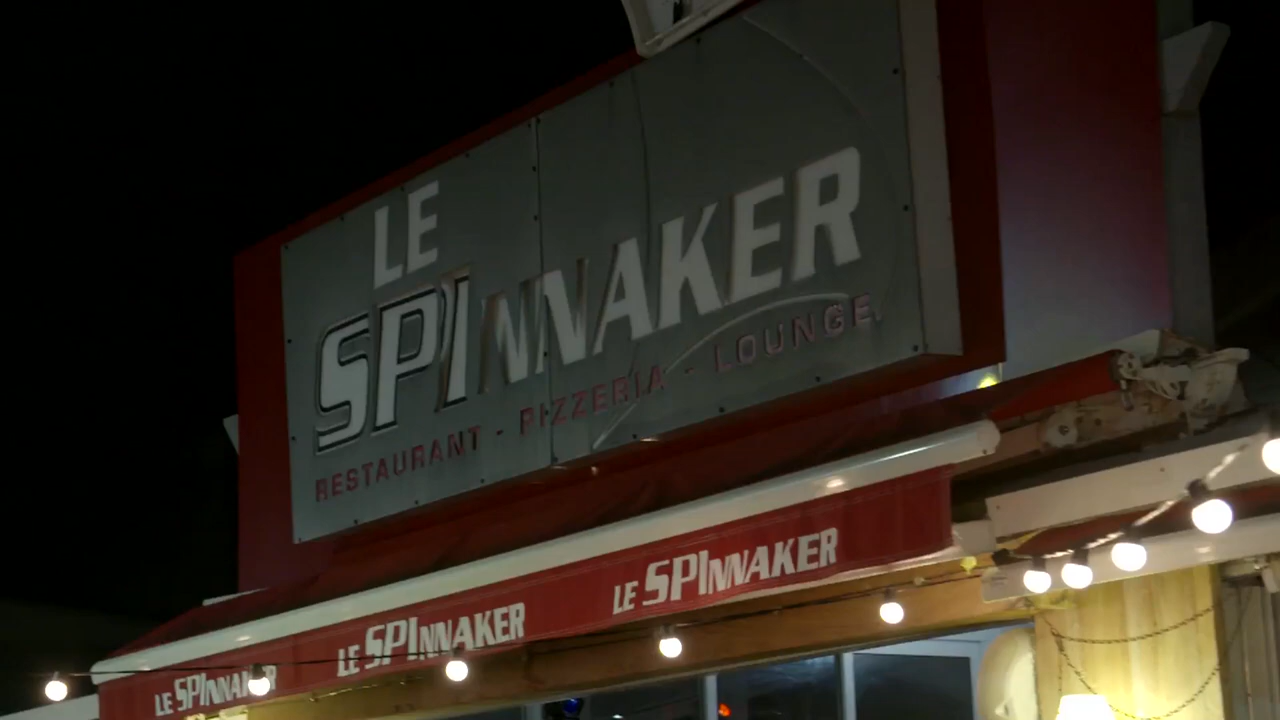 LE
SPINNAKER
RESTAURANT - PIZZERIA - LOUNGE
LE SPINNAKER
LE SPINNAKER
LE SPINNAKER